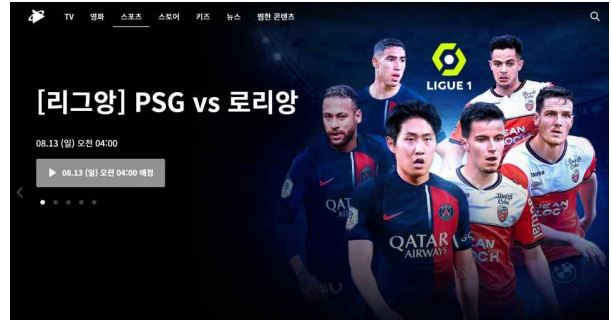 TV 영화 스포츠 스토어 키즈 뉴스 찜한 콘텐츠
LIGUE 1
[리그앙] PSG vs 로리앙
08.13 (일) 오전 04:00
▶ 08.13 (일) 오전 04:00 예정
QATAR
AIRWAYS